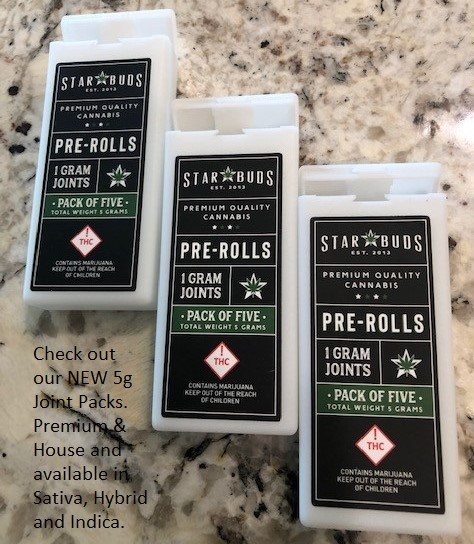 STAR BUDS
EST. 2013
PREMIUM QUALITY
CANNABIS
PRE-ROLLS
1 GRAM
JOINTS
· PACK OF FIVE ·
TOTAL WEIGHT 5 GRAMS
!
THC
CONTAINS MARIJUANA
KEEP OUT OF THE REACH
OF CHILDREN
STAR BUDS
EST. 2013
PREMIUM QUALITY
CANNABIS
PRE-ROLLS
1 GRAM
JOINTS
· PACK OF FIVE ·
TOTAL WEIGHT 5 GRAMS
!
THC
CONTAINS MARIJUANA
KEEP OUT OF THE REACH
OF CHILDREN
STAR BUDS
EST. 2013
PREMIUM QUALITY
CANNABIS
PRE-ROLLS
1 GRAM
JOINTS
· PACK OF FIVE ·
TOTAL WEIGHT 5 GRAMS
!
THC
CONTAINS MARIJUANA
KEEP OUT OF THE REACH
OF CHILDREN
Check out
our NEW 5g
Joint Packs.
Premium &
House and
available in
Sativa, Hybrid
and Indica.